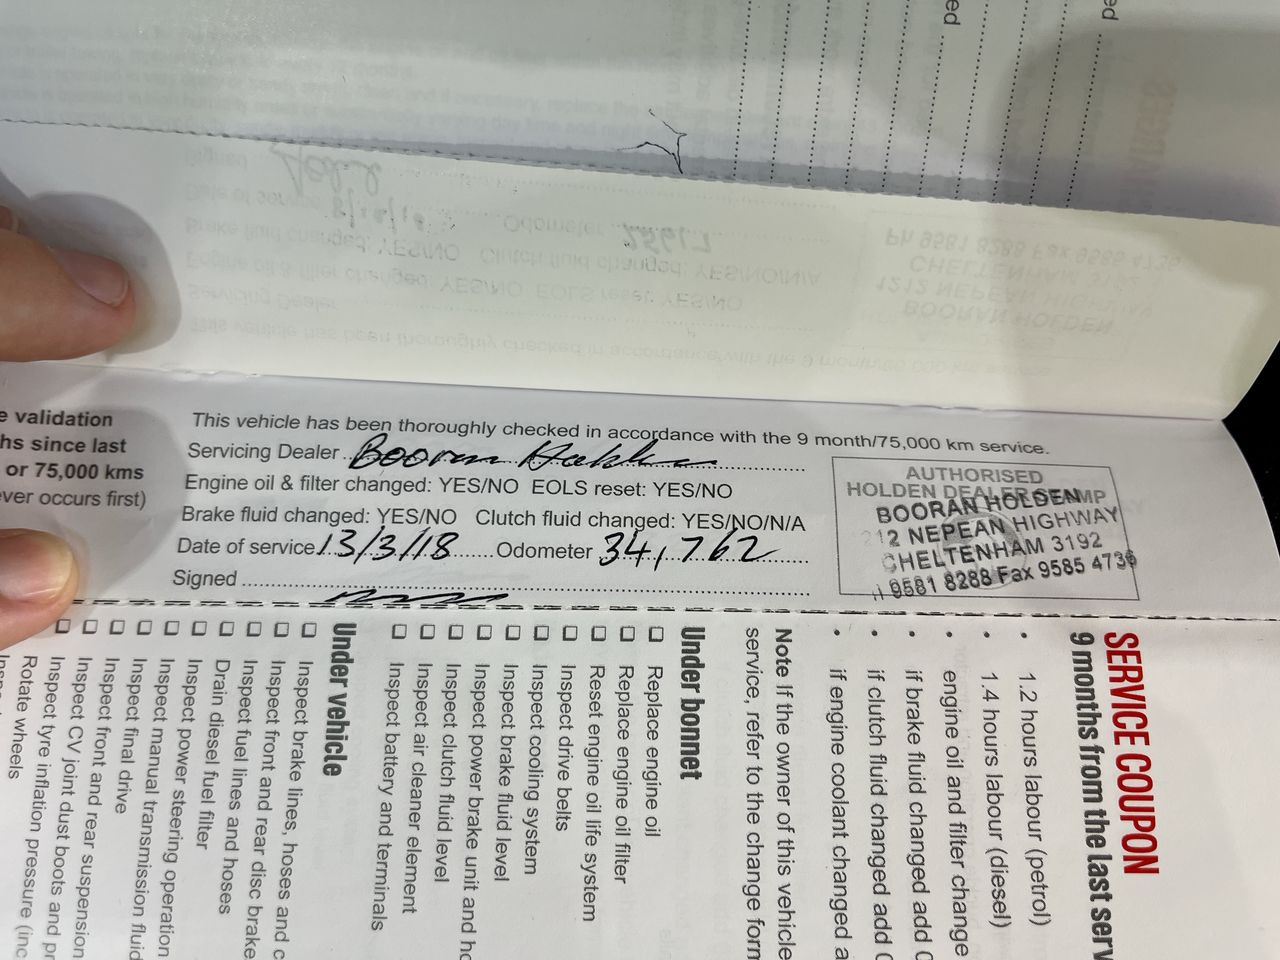 e validation
hs since last
or 75,000 kms
ver occurs first)
This vehicle has been thoroughly checked in accordance with the 9 month/75,000 km service.
Servicing Dealer Booran
Engine oil & filter changed: YES/NO EOLS reset: YES/NO
Brake fluid changed: YES/NO Clutch fluid changed: YES/NO/N/A
Date of service 13/3/18 Odometer 34,762
Signed
AUTHORISED
HOLDEN DEALER STAMP
BOORAN HOLDEN
212 NEPEAN HIGHWAY
CHELTENHAM 3192
9581 8288 Fax 9585 4736
SERVICE COUPON
9 months from the last serv
• 1.2 hours labour (petrol)
• 1.4 hours labour (diesel)
• engine oil and filter change
• if brake fluid changed add 0
• if clutch fluid changed add 0
• if engine coolant changed a
Note If the owner of this vehicle
service, refer to the change form
Under bonnet
Replace engine oil
Replace engine oil filter
Reset engine oil life system
Inspect drive belts
Inspect cooling system
Inspect brake fluid level
Inspect power brake unit and ho
Inspect clutch fluid level
Inspect air cleaner element
Inspect battery and terminals
Under vehicle
Inspect brake lines, hoses and c
Inspect front and rear disc brake
Inspect fuel lines and hoses
Drain diesel fuel filter
Inspect power steering operation
Inspect manual transmission fluid
Inspect final drive
Inspect front and rear suspension
Inspect CV joint dust boots and pr
Inspect tyre inflation pressure (inc
Rotate wheels
ed
ed